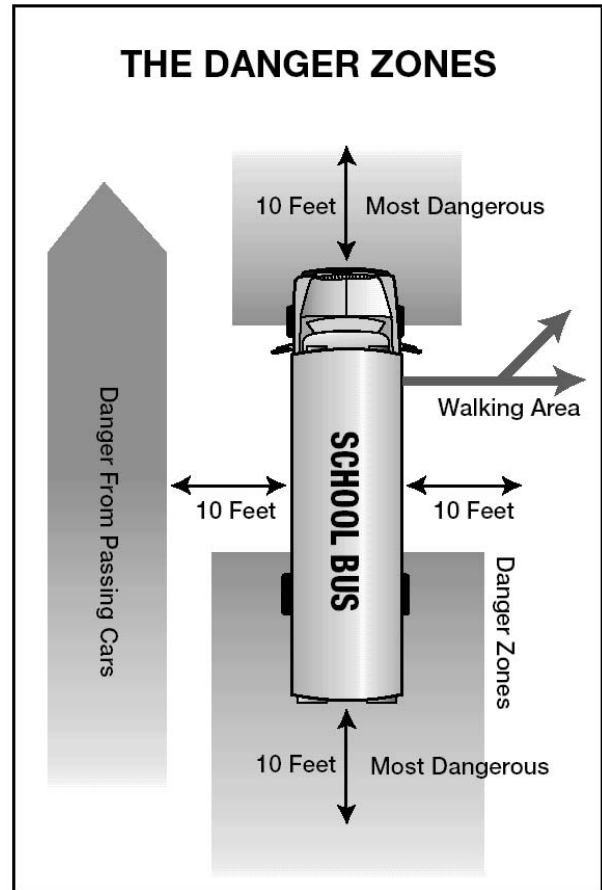 THE DANGER ZONES
10 Feet
Most Dangerous
Walking Area
Danger From Passing Cars
SCHOOL BUS
10 Feet
10 Feet
Danger Zones
10 Feet
Most Dangerous